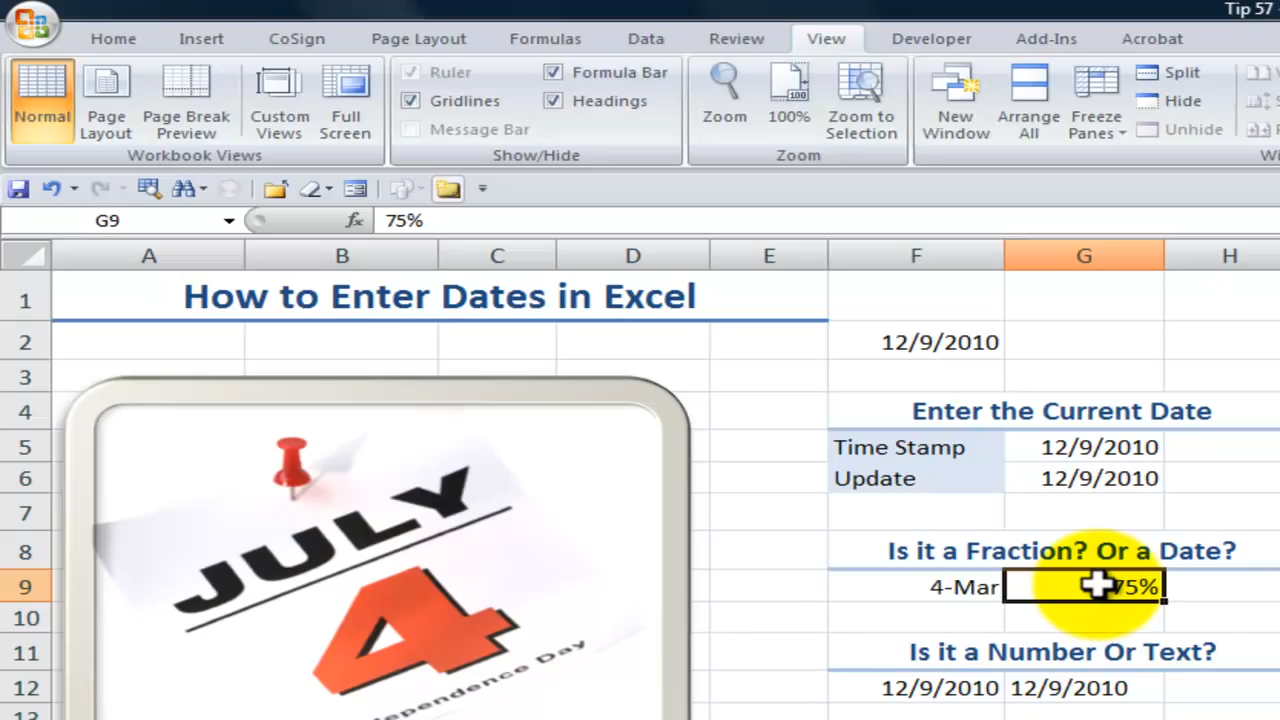 Tip 57
Home Insert CoSign Page Layout Formulas Data Review View Developer Add-Ins Acrobat
Normal
Page Layout
Page Break Preview
Custom Views
Full Screen
Workbook Views
Ruler
Gridlines
Message Bar
Formula Bar
Headings
Show/Hide
Zoom
100
100%
Zoom to Selection
Zoom
New Window
Arrange All
Freeze Panes
Split
Hide
Unhide
G9 fx 75%
A B C D E F G H
1 How to Enter Dates in Excel
2 12/9/2010
3
4 Enter the Current Date
5 Time Stamp 12/9/2010
6 Update 12/9/2010
7
8 Is it a Fraction? Or a Date?
9 4-Mar 75%
10
11 Is it a Number Or Text?
12 12/9/2010 12/9/2010
13
JULY
4
Day